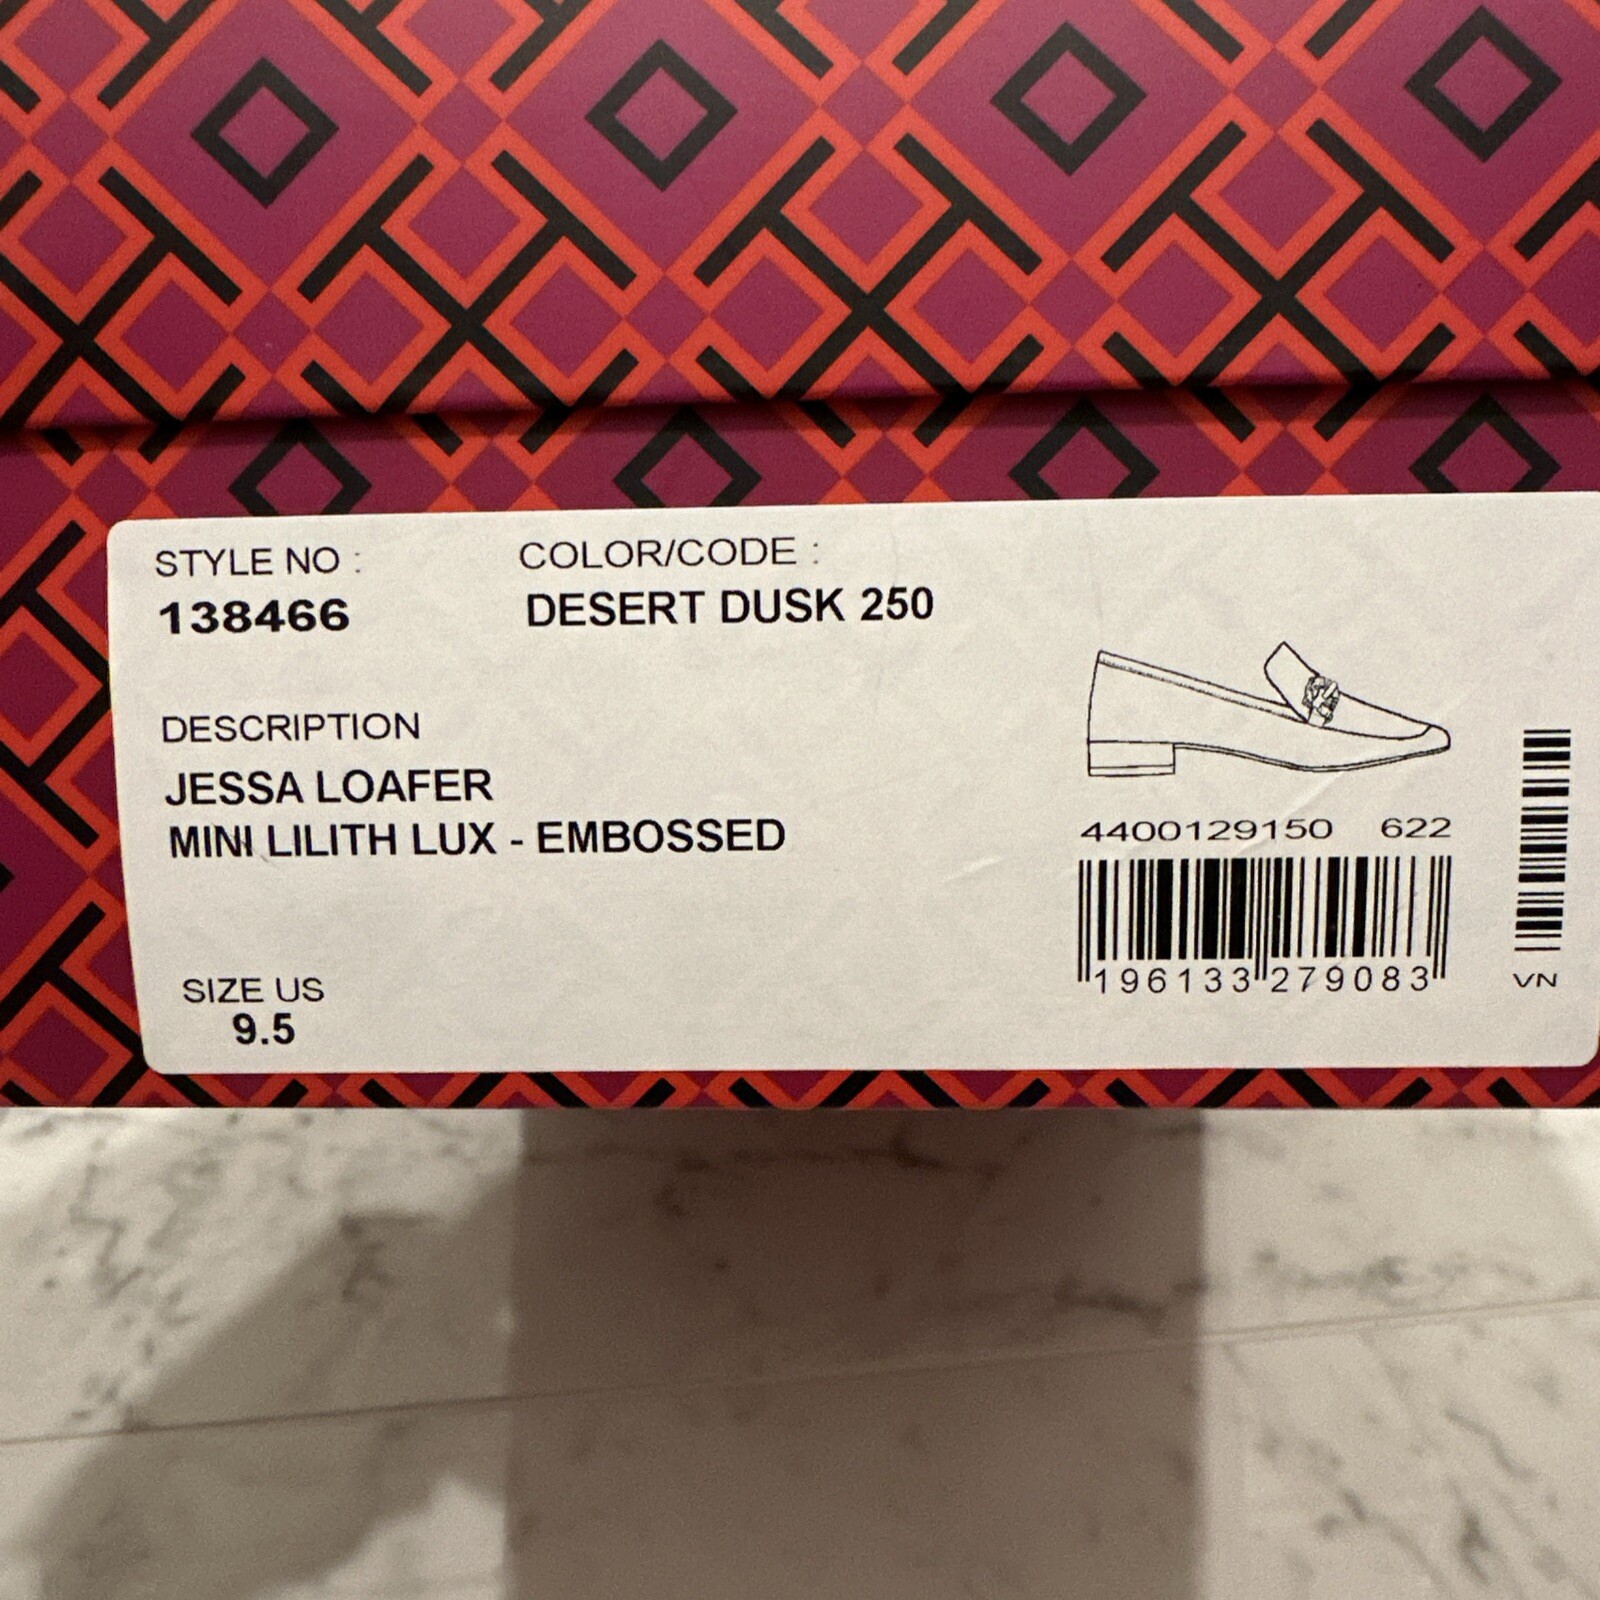 STYLE NO :
138466
COLOR/CODE :
DESERT DUSK 250
DESCRIPTION
JESSA LOAFER
MINI LILITH LUX - EMBOSSED
SIZE US
9.5
4400129150 622
196133 279083
VN